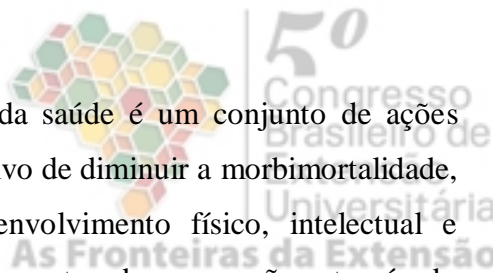 5º
Congresso
Brasileiro de
Extensão
Universitária
As Fronteiras da Extensão
da saúde é um conjunto de ações
vo de diminuir a morbimortalidade,
envolvimento físico, intelectual e